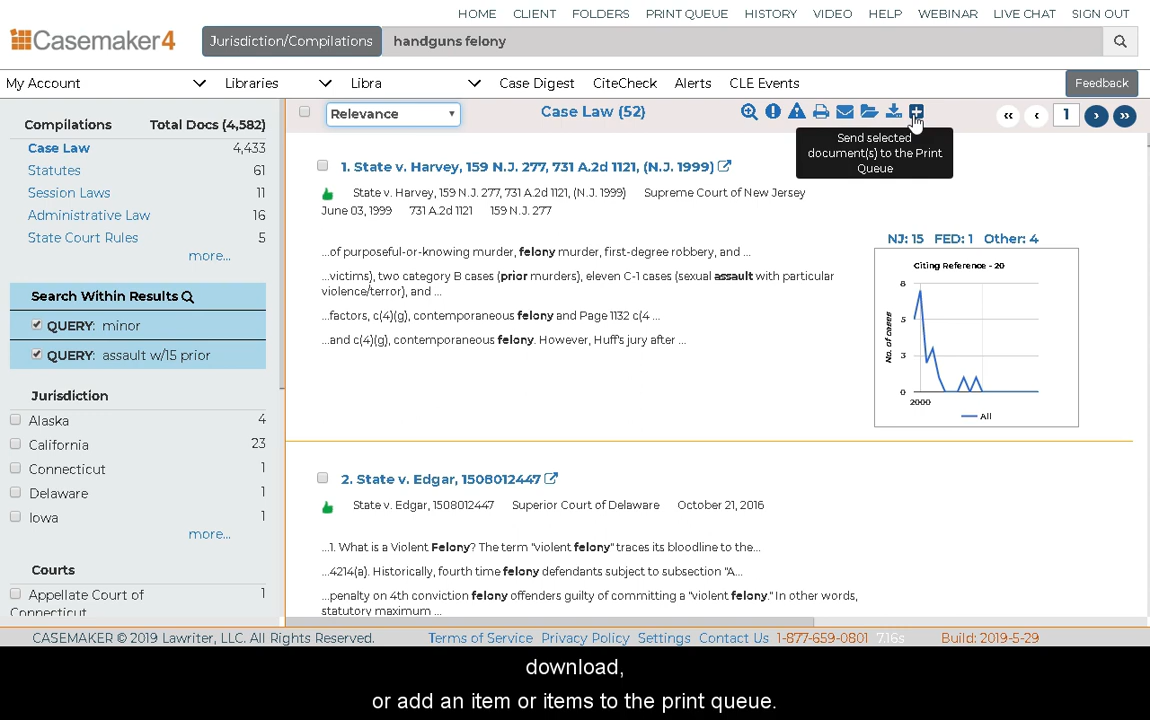 HOME CLIENT FOLDERS PRINT QUEUE HISTORY VIDEO HELP WEBINAR LIVE CHAT SIGN OUT
Casemaker4 Jurisdiction/Compilations handguns felony
My Account Libraries Libra Case Digest CiteCheck Alerts CLE Events Feedback
Compilations Total Docs (4,582)
Case Law 4,433
Statutes 61
Session Laws 11
Administrative Law 16
State Court Rules 5
more...
Search Within Results
QUERY: minor
QUERY: assault w/15 prior
Jurisdiction
Alaska 4
California 23
Connecticut 1
Delaware 1
Iowa 1
more...
Courts
Appellate Court of 1
Connecticut
Relevance Case Law (52) « ‹ 1 › »
Send selected
document(s) to the Print
Queue
1. State v. Harvey, 159 N.J. 277, 731 A.2d 1121, (N.J. 1999)
State v. Harvey, 159 N.J. 277, 731 A.2d 1121, (N.J. 1999) Supreme Court of New Jersey
June 03, 1999 731 A.2d 1121 159 N.J. 277
...of purposeful-or-knowing murder, felony murder, first-degree robbery, and ...
...victims), two category B cases (prior murders), eleven C-1 cases (sexual assault with particular
violence/terror), and ...
...factors, c(4)(g), contemporaneous felony and Page 1132 c(4 ...
...and c(4)(g), contemporaneous felony. However, Huff's jury after ...
NJ: 15 FED: 1 Other: 4
Citing Reference - 20
No. of cases
8
5
3
0
2000
All
2. State v. Edgar, 1508012447
State v. Edgar, 1508012447 Superior Court of Delaware October 21, 2016
...1. What is a Violent Felony? The term "violent felony" traces its bloodline to the...
...4214(a). Historically, fourth time felony defendants subject to subsection "A...
...penalty on 4th conviction felony offenders guilty of committing a "violent felony." In other words,
statutory maximum ...
CASEMAKER © 2019 Lawriter, LLC. All Rights Reserved. Terms of Service Privacy Policy Settings Contact Us 1-877-659-0801 7.16s Build: 2019-5-29
download,
or add an item or items to the print queue.